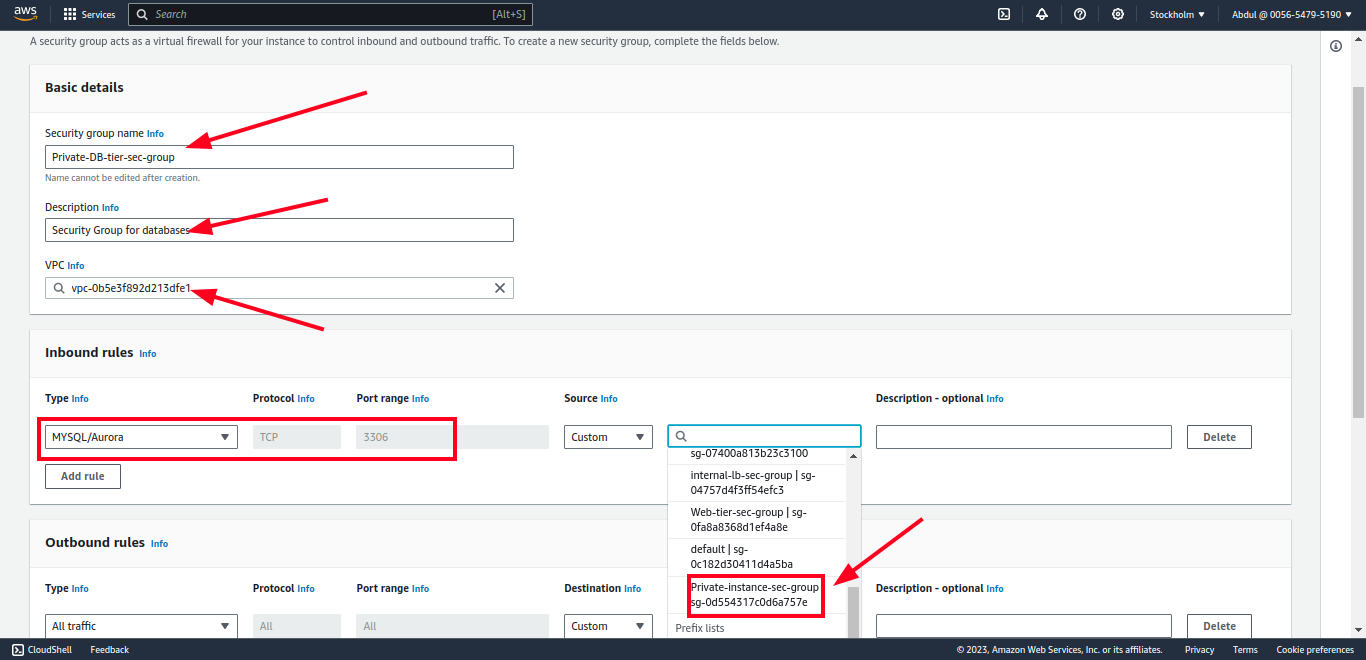 aws
Services
Search
[Alt+S]
Stockholm
Abdul @ 0056-5479-5190
A security group acts as a virtual firewall for your instance to control inbound and outbound traffic. To create a new security group, complete the fields below.
Basic details
Security group name Info
Private-DB-tier-sec-group
Name cannot be edited after creation.
Description Info
Security Group for databases
VPC Info
vpc-0b5e3f892d213dfe1
Inbound rules Info
Type Info Protocol Info Port range Info Source Info Description - optional Info
MYSQL/Aurora TCP 3306 Custom Delete
sg-07400a813b23c3100
internal-lb-sec-group | sg-
04757d4f3ff54efc3
Web-tier-sec-group | sg-
0fa8a8368d1ef4a8e
default | sg-
0c182d30411d4a5ba
Private-instance-sec-group
sg-0d554317c0d6a757e
Prefix lists
Add rule
Outbound rules Info
Type Info Protocol Info Port range Info Destination Info Description - optional Info
All traffic All All Custom Delete
CloudShell Feedback © 2023, Amazon Web Services, Inc. or its affiliates. Privacy Terms Cookie preferences